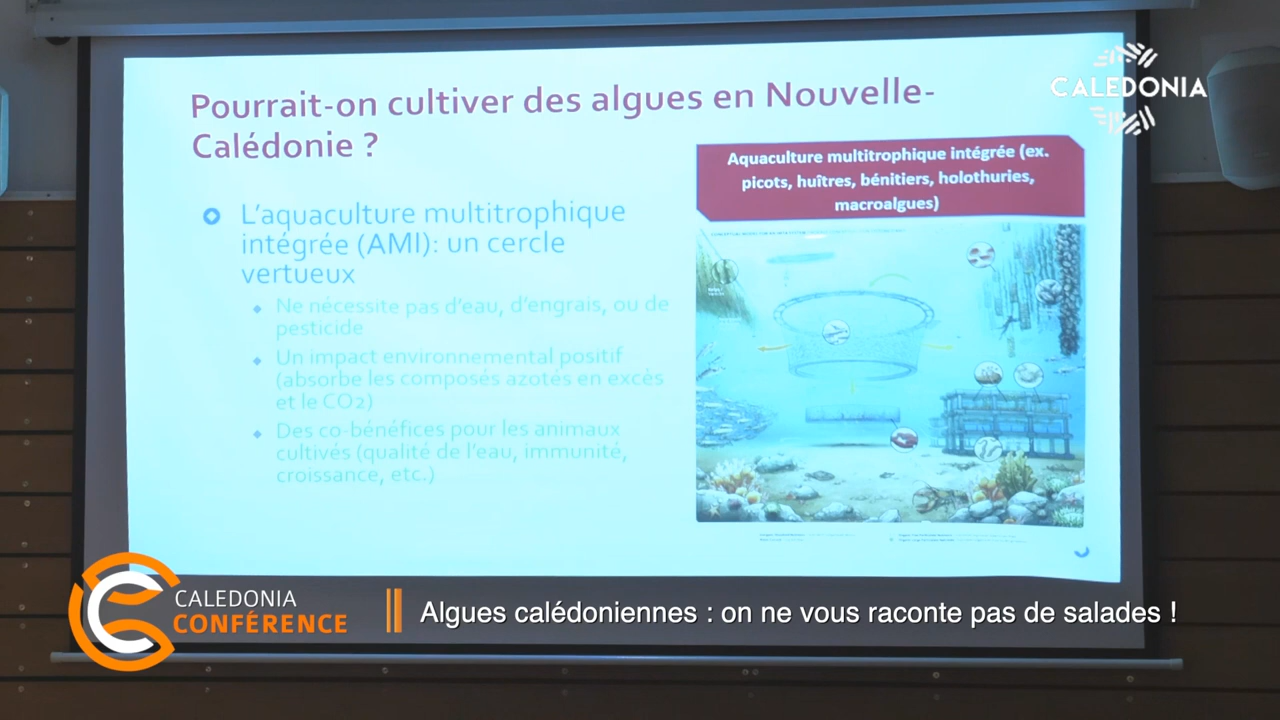 CALEDONIA
Pourrait-on cultiver des algues en Nouvelle-
Calédonie ?
L'aquaculture multitrophique
intégrée (AMI): un cercle
vertueux
Ne nécessite pas d'eau, d'engrais, ou de
pesticide
Un impact environnemental positif
(absorbe les composés azotés en excès
et le CO2)
Des co-bénéfices pour les animaux
cultivés (qualité de l'eau, immunité,
croissance, etc.)
Aquaculture multitrophique intégrée (ex.
picots, huîtres, bénitiers, holothuries,
macroalgues)
CALEDONIA
CONFÉRENCE
Algues calédoniennes : on ne vous raconte pas de salades !